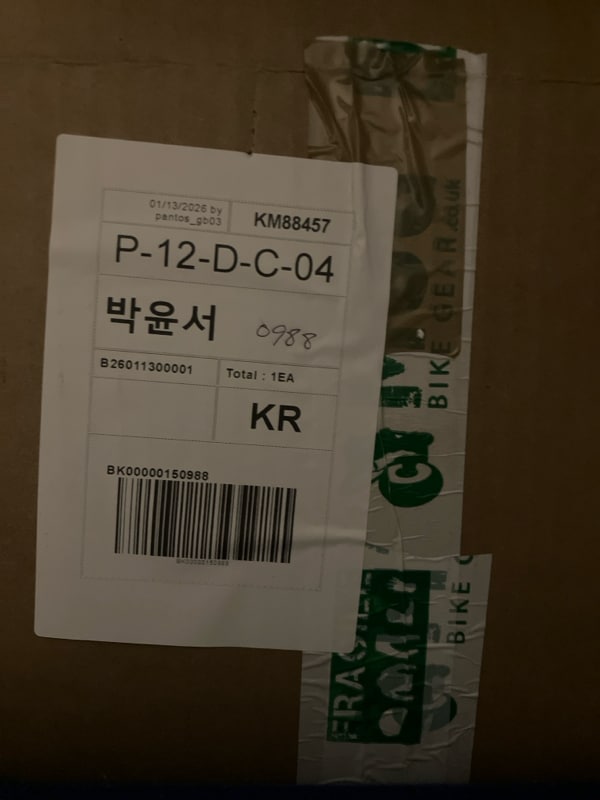 01/13/2026 by
pantos_gb03
KM88457
P-12-D-C-04
박윤서
0988
B26011300001
Total : 1EA
KR
BK00000150988
BK00000150988
BIKE GEAR.co.uk
BIKE